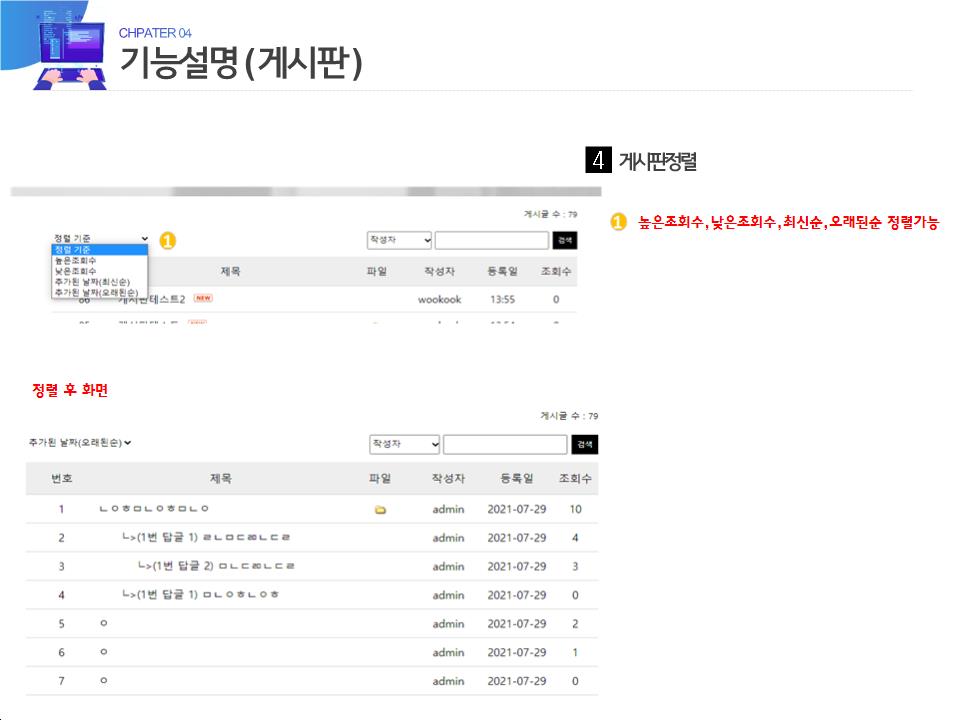 CHPATER 04
기능설명 ( 게시판 )
4 게시판정렬
게시글 수 : 79
1 높은조회수,낮은조회수,최신순,오래된순 정렬가능
정렬 기준 1 작성자 검색
정렬 기준
높은조회수
낮은조회수
추가된 날짜(최신순)
추가된 날짜(오래된순)
제목 파일 작성자 등록일 조회수
86 게시판테스트2 NEW wookook 13:55 0
정렬 후 화면
게시글 수 : 79
추가된 날짜(오래된순) 작성자 검색
번호 제목 파일 작성자 등록일 조회수
1 ㄴㅇㅎㅁㄴㅇㅎㅁㄴㅇ admin 2021-07-29 10
2 ㄴ>(1번 답글 1) ㄹㄴㅁㄷㄻㄴㄷㄹ admin 2021-07-29 4
3 ㄴ>(1번 답글 2) ㅁㄴㄷㄻㄴㄷㄹ admin 2021-07-29 3
4 ㄴ>(1번 답글 1) ㅁㄴㅇㅎㄴㅇㅎ admin 2021-07-29 0
5 ㅇ admin 2021-07-29 2
6 ㅇ admin 2021-07-29 1
7 ㅇ admin 2021-07-29 0